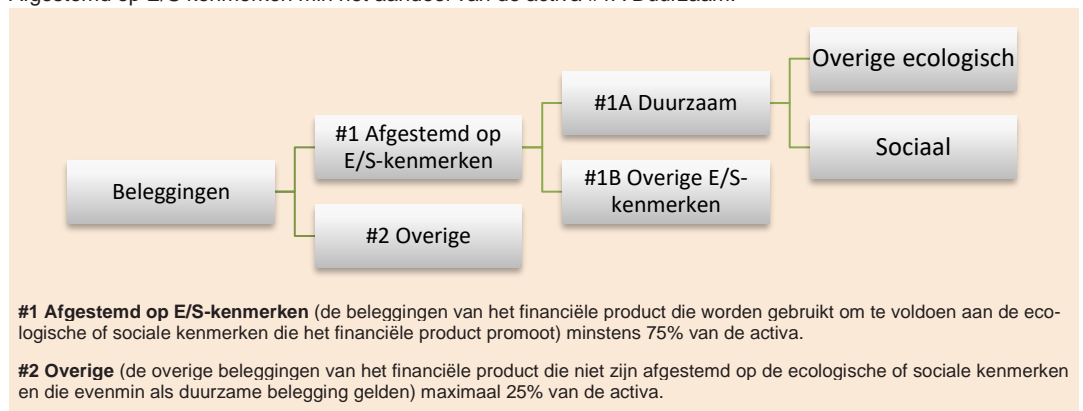 Afgestemd op E/S-kenmerken min het aandeel van de activa #1A Duurzaam.
Overige ecologisch
#1A Duurzaam
#1 Afgestemd op
E/S-kenmerken
Sociaal
Beleggingen
#1B Overige E/S-
kenmerken
#2 Overige
#1 Afgestemd op E/S-kenmerken (de beleggingen van het financiële product die worden gebruikt om te voldoen aan de eco-
logische of sociale kenmerken die het financiële product promoot) minstens 75% van de activa.
#2 Overige (de overige beleggingen van het financiële product die niet zijn afgestemd op de ecologische of sociale kenmerken
en die evenmin als duurzame belegging gelden) maximaal 25% van de activa.